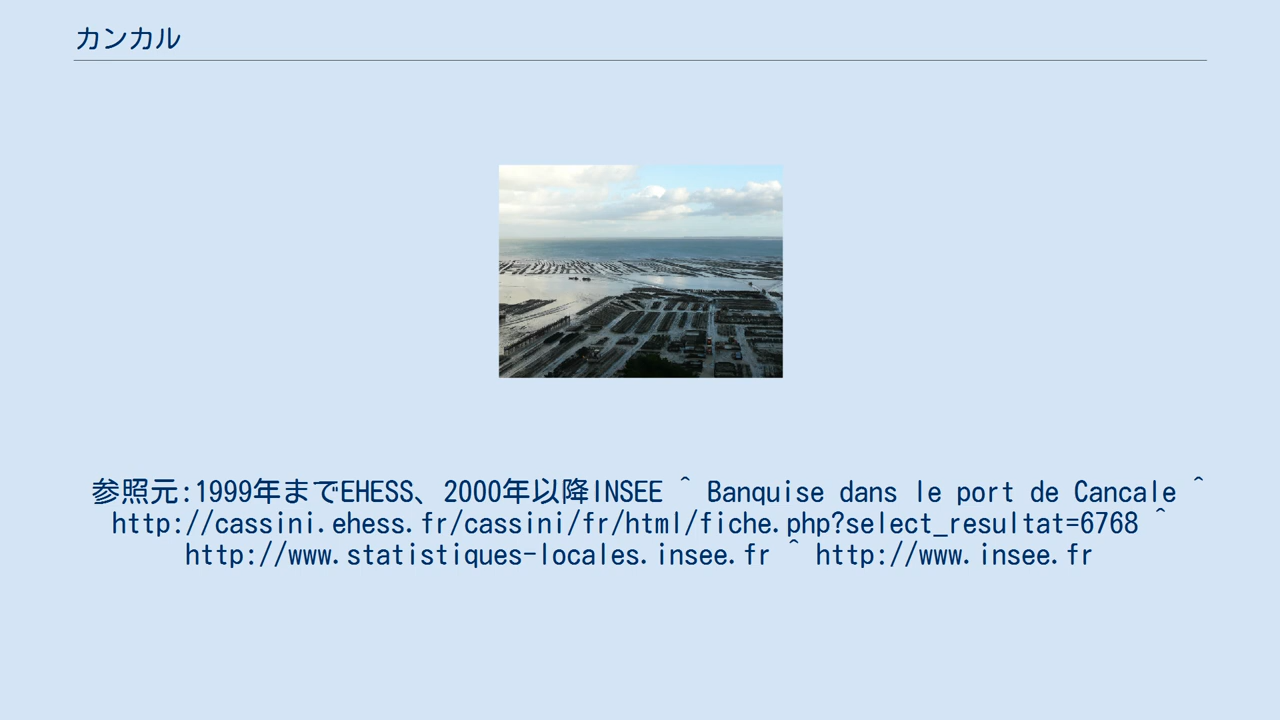 カンカル
参照元:1999年までEHESS、2000年以降INSEE ^ Banquise dans le port de Cancale ^
http://cassini.ehess.fr/cassini/fr/html/fiche.php?select_resultat=6768 ^
http://www.statistiques-locales.insee.fr ^ http://www.insee.fr